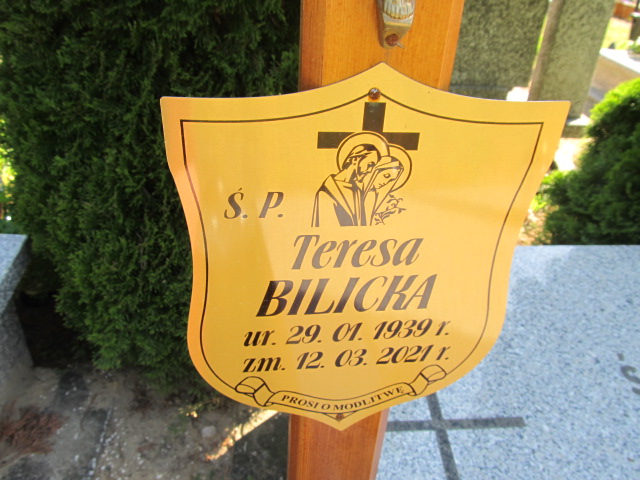 Ś. P.
Teresa
BILICKA
ur. 29. 01. 1939 r.
zm. 12. 03. 2021 r.
PROSI O MODLITWĘ